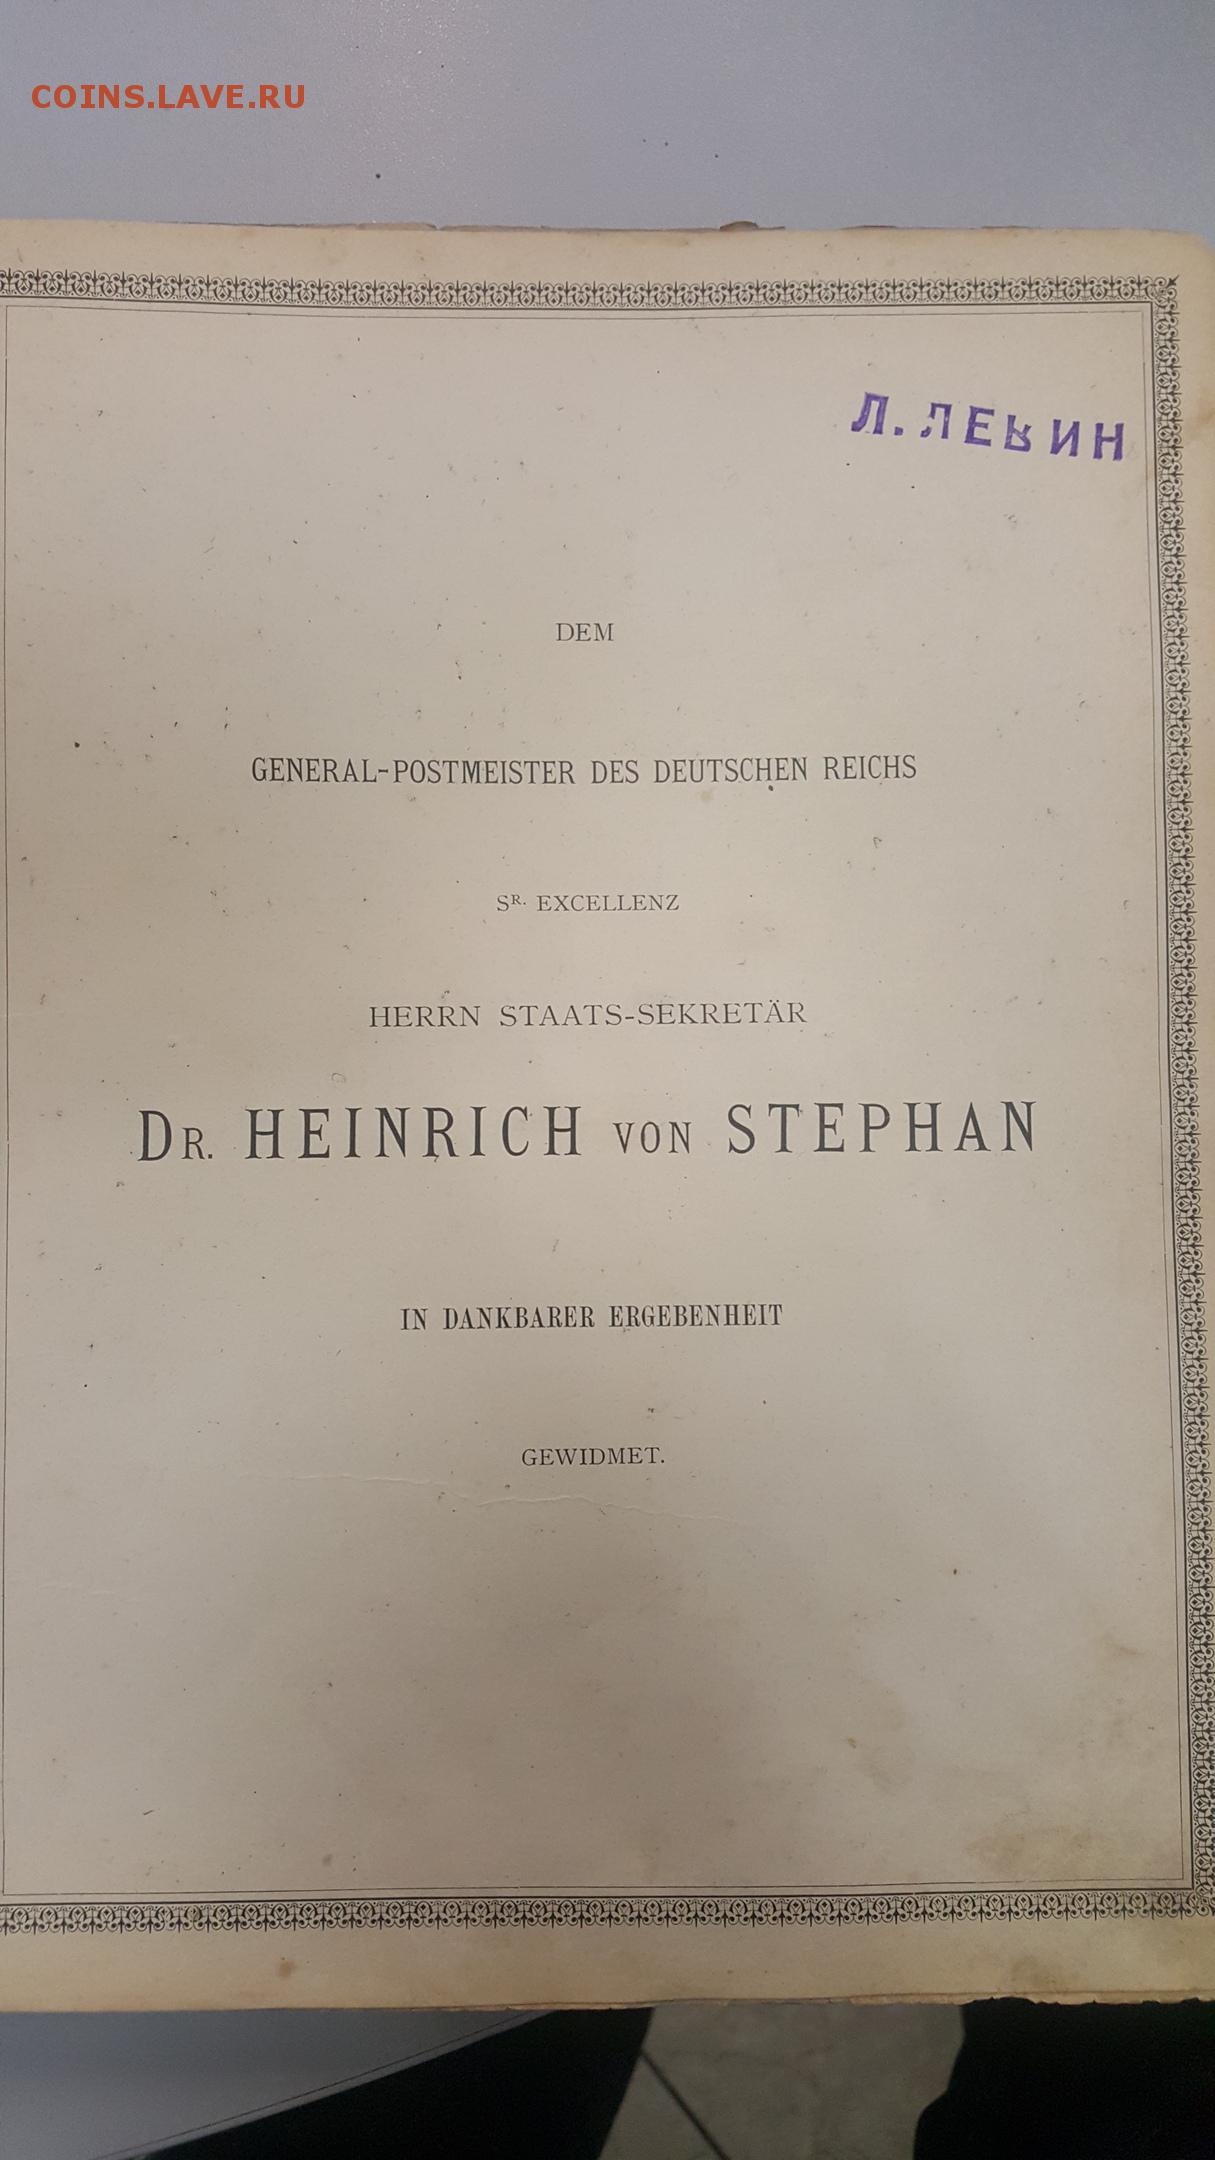 COINS.LAVE.RU
Л. ЛЕВИН
DEM
GENERAL-POSTMEISTER DES DEUTSCHEN REICHS
SR. EXCELLENZ
HERRN STAATS-SEKRETÄR
DR. HEINRICH VON STEPHAN
IN DANKBARER ERGEBENHEIT
GEWIDMET.